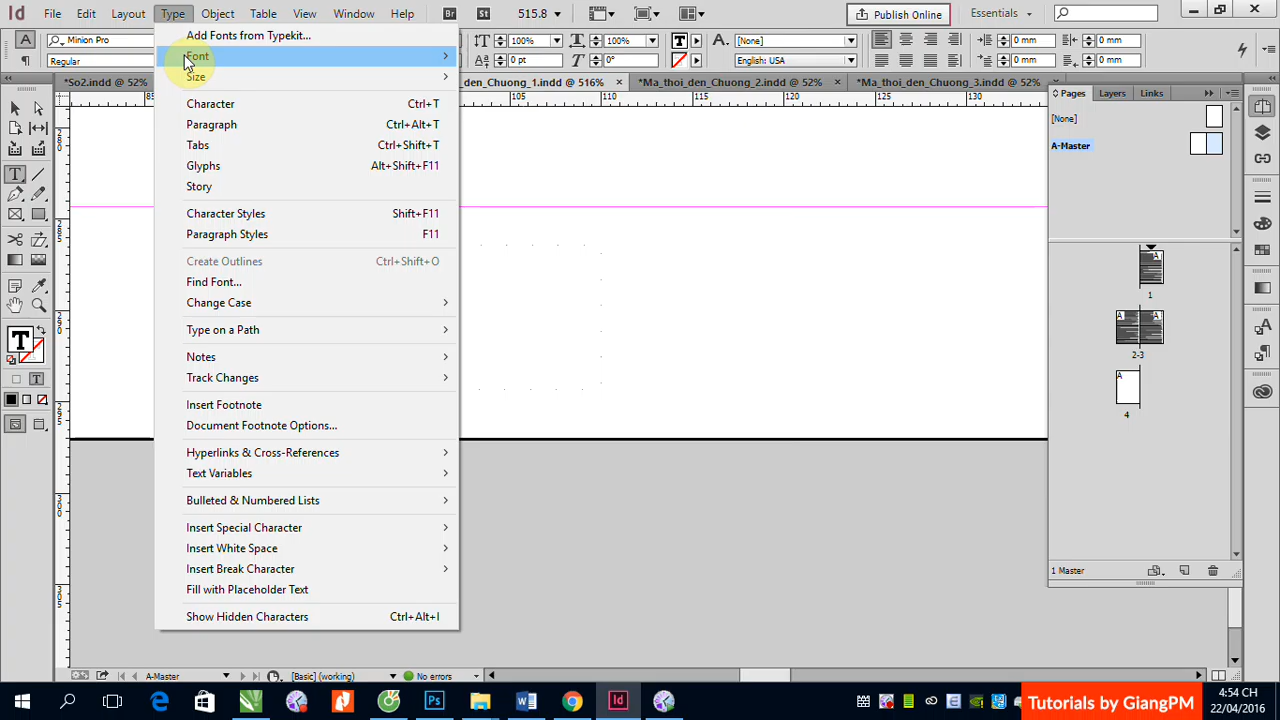 Id File Edit Layout Type Object Table View Window Help Br St 515.8 Publish Online Essentials
A Minion Pro 100% 100% T [None] 0 mm 0 mm
Regular 0 pt 0° English: USA 0 mm 0 mm
*So2.indd @ 52% _den_Chuong_1.indd @ 516% *Ma_thoi_den_Chuong_2.indd @ 52% *Ma_thoi_den_Chuong_3.indd @ 52%
105 110 115 120 125 130
Add Fonts from Typekit...
Font
Size
Character Ctrl+T
Paragraph Ctrl+Alt+T
Tabs Ctrl+Shift+T
Glyphs Alt+Shift+F11
Story
Character Styles Shift+F11
Paragraph Styles F11
Create Outlines Ctrl+Shift+O
Find Font...
Change Case
Type on a Path
Notes
Track Changes
Insert Footnote
Document Footnote Options...
Hyperlinks & Cross-References
Text Variables
Bulleted & Numbered Lists
Insert Special Character
Insert White Space
Insert Break Character
Fill with Placeholder Text
Show Hidden Characters Ctrl+Alt+I
Pages Layers Links
[None]
A-Master
A
1
A A
2-3
A
4
1 Master
A-Master [Basic] (working) No errors
Tutorials by GiangPM
4:54 CH
22/04/2016